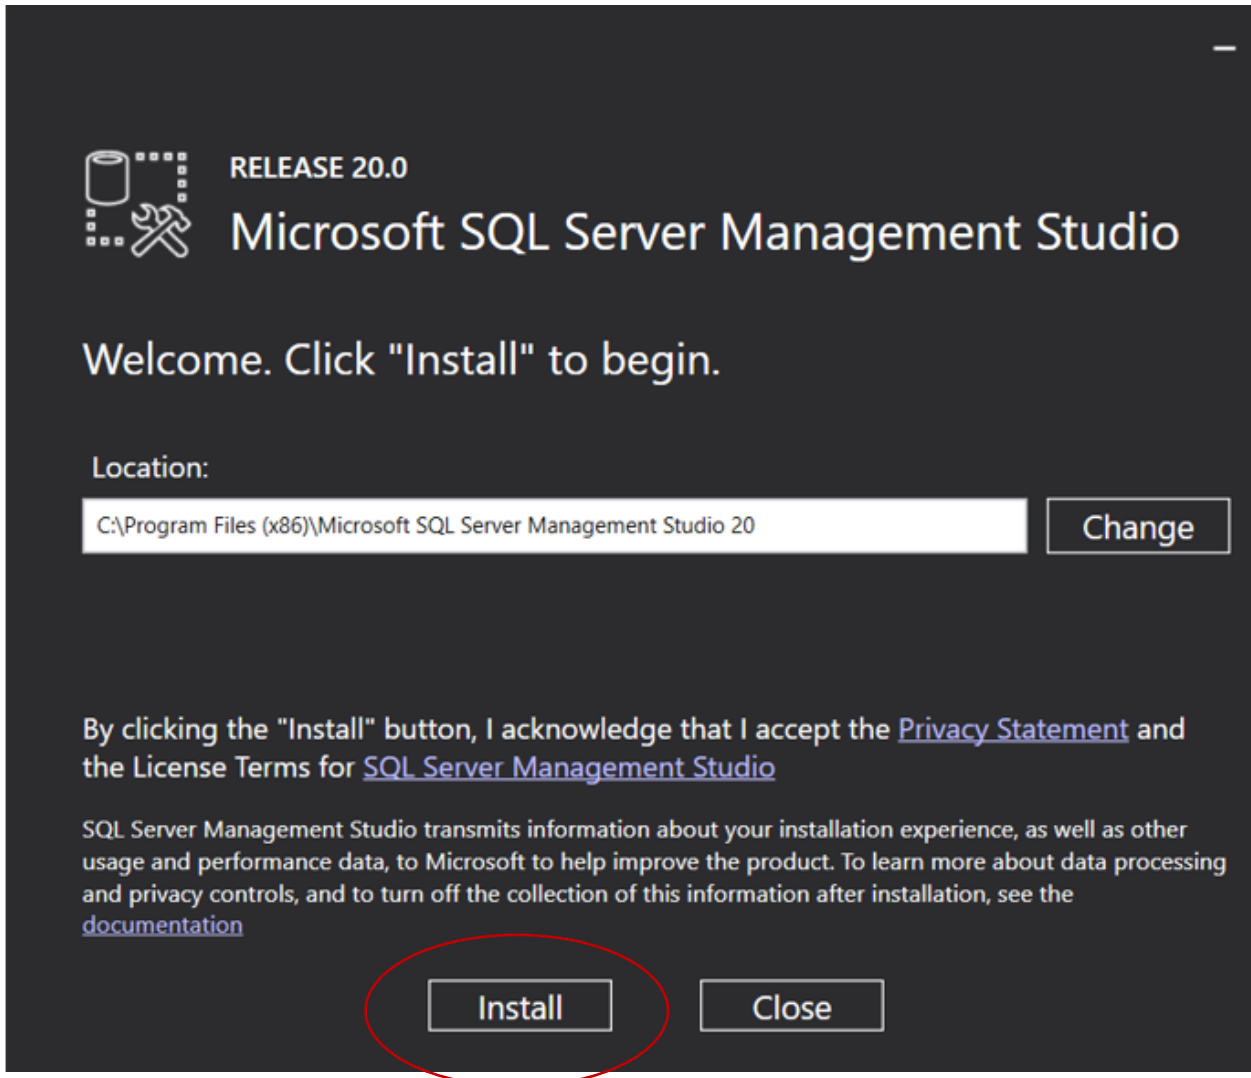 RELEASE 20.0
Microsoft SQL Server Management Studio
Welcome. Click "Install" to begin.
Location:
C:\Program Files (x86)\Microsoft SQL Server Management Studio 20
Change
By clicking the "Install" button, I acknowledge that I accept the Privacy Statement and
the License Terms for SQL Server Management Studio
SQL Server Management Studio transmits information about your installation experience, as well as other
usage and performance data, to Microsoft to help improve the product. To learn more about data processing
and privacy controls, and to turn off the collection of this information after installation, see the
documentation
Install
Close